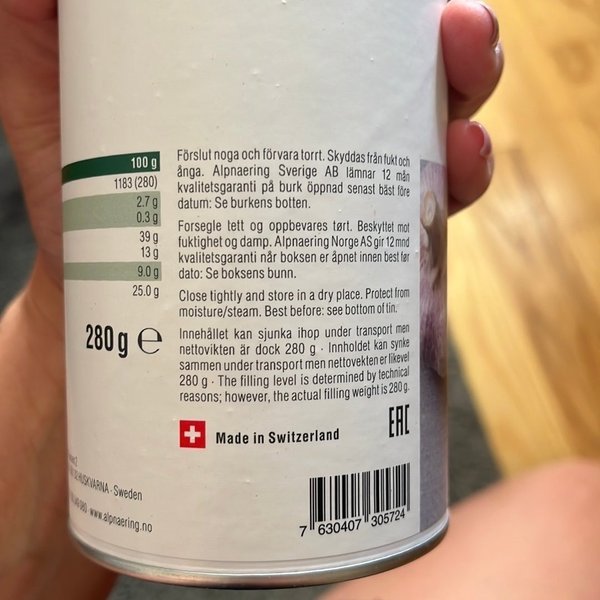 100 g
1183 (280)
2.7 g
0.3 g
39 g
13 g
9.0 g
25.0 g
280 g ℮
Förslut noga och förvara torrt. Skyddas från fukt och
ånga. Alpnaering Sverige AB lämnar 12 mån
kvalitetsgaranti på burk öppnad senast bäst före
datum: Se burkens botten.
Forsegle tett og oppbevares tørt. Beskyttet mot
fuktighet og damp. Alpnaering Norge AS gir 12 mnd
kvalitetsgaranti når boksen er åpnet innen best før
dato: Se boksens bunn.
Close tightly and store in a dry place. Protect from
moisture/steam. Best before: see bottom of tin.
Innehållet kan sjunka ihop under transport men
nettovikten är dock 280 g · Innholdet kan synke
sammen under transport men nettovekten er likevel
280 g · The filling level is determined by technical
reasons; however, the actual filling weight is 280 g.
Made in Switzerland
EAC
HUSKVARNA - Sweden
www.alpnaering.no
7 630407 305724